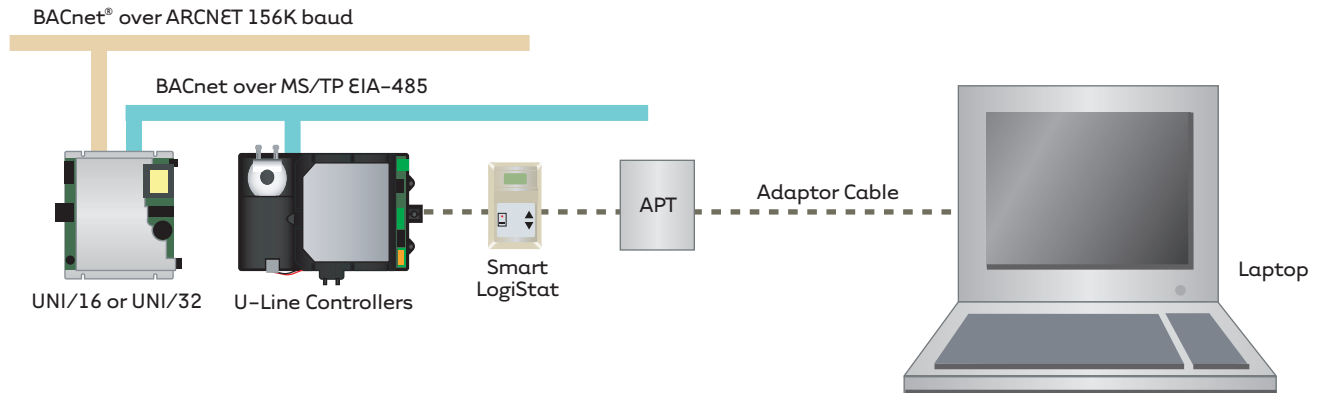 BACnet® over ARCNET 156K baud
BACnet over MS/TP EIA-485
APT
Adaptor Cable
Laptop
UNI/16 or UNI/32
U-Line Controllers
Smart
LogiStat